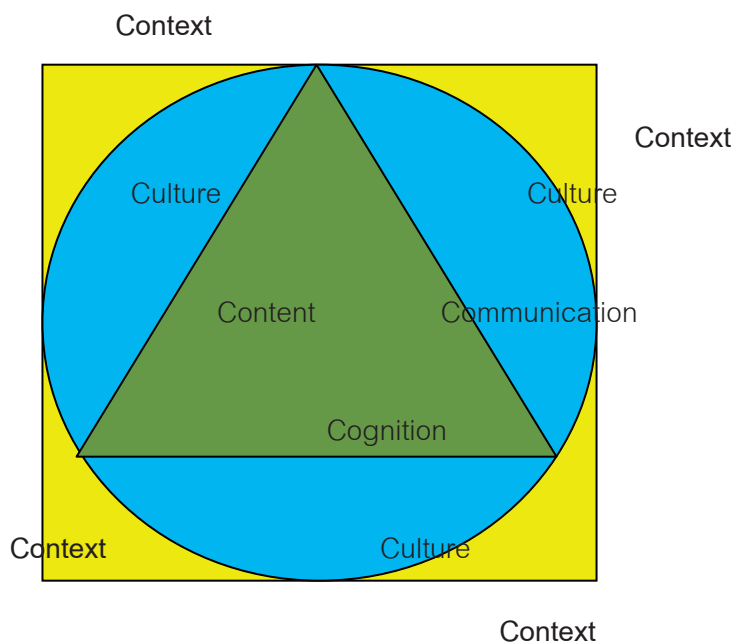 Context
Context
Culture Culture
Content Communication
Cognition
Context Culture
Context